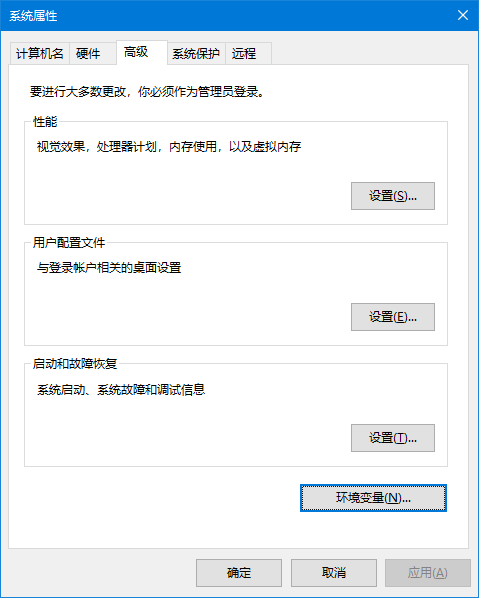 系统属性
计算机名 硬件 高级 系统保护 远程
要进行大多数更改，你必须作为管理员登录。
性能
视觉效果，处理器计划，内存使用，以及虚拟内存
设置(S)...
用户配置文件
与登录帐户相关的桌面设置
设置(E)...
启动和故障恢复
系统启动、系统故障和调试信息
设置(T)...
环境变量(N)...
确定 取消 应用(A)